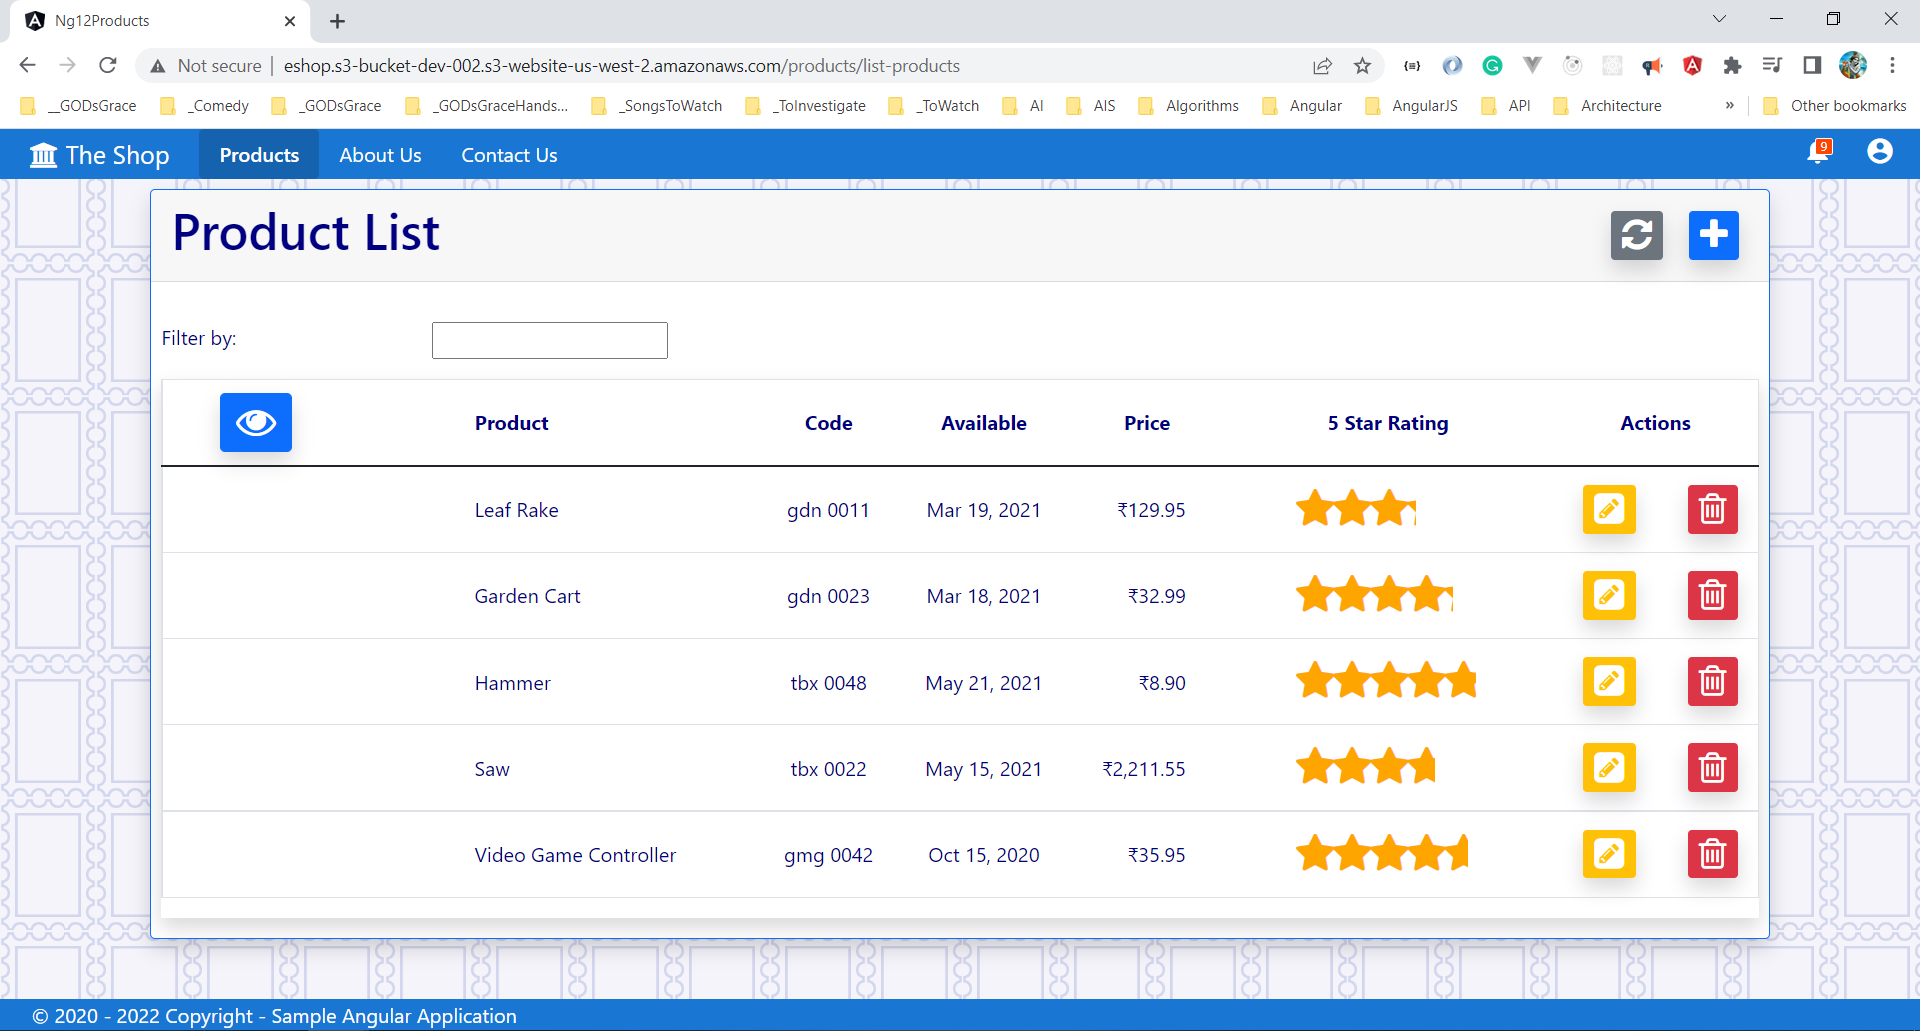 Ng12Products
Not secure eshop.s3-bucket-dev-002.s3-website-us-west-2.amazonaws.com/products/list-products
__GODsGrace _Comedy _GODsGrace _GODsGraceHands... _SongsToWatch _ToInvestigate _ToWatch AI AIS Algorithms Angular AngularJS API Architecture » Other bookmarks
The Shop Products About Us Contact Us 9
Product List
Filter by:
Product Code Available Price 5 Star Rating Actions
Leaf Rake gdn 0011 Mar 19, 2021 ₹129.95
Garden Cart gdn 0023 Mar 18, 2021 ₹32.99
Hammer tbx 0048 May 21, 2021 ₹8.90
Saw tbx 0022 May 15, 2021 ₹2,211.55
Video Game Controller gmg 0042 Oct 15, 2020 ₹35.95
© 2020 - 2022 Copyright - Sample Angular Application